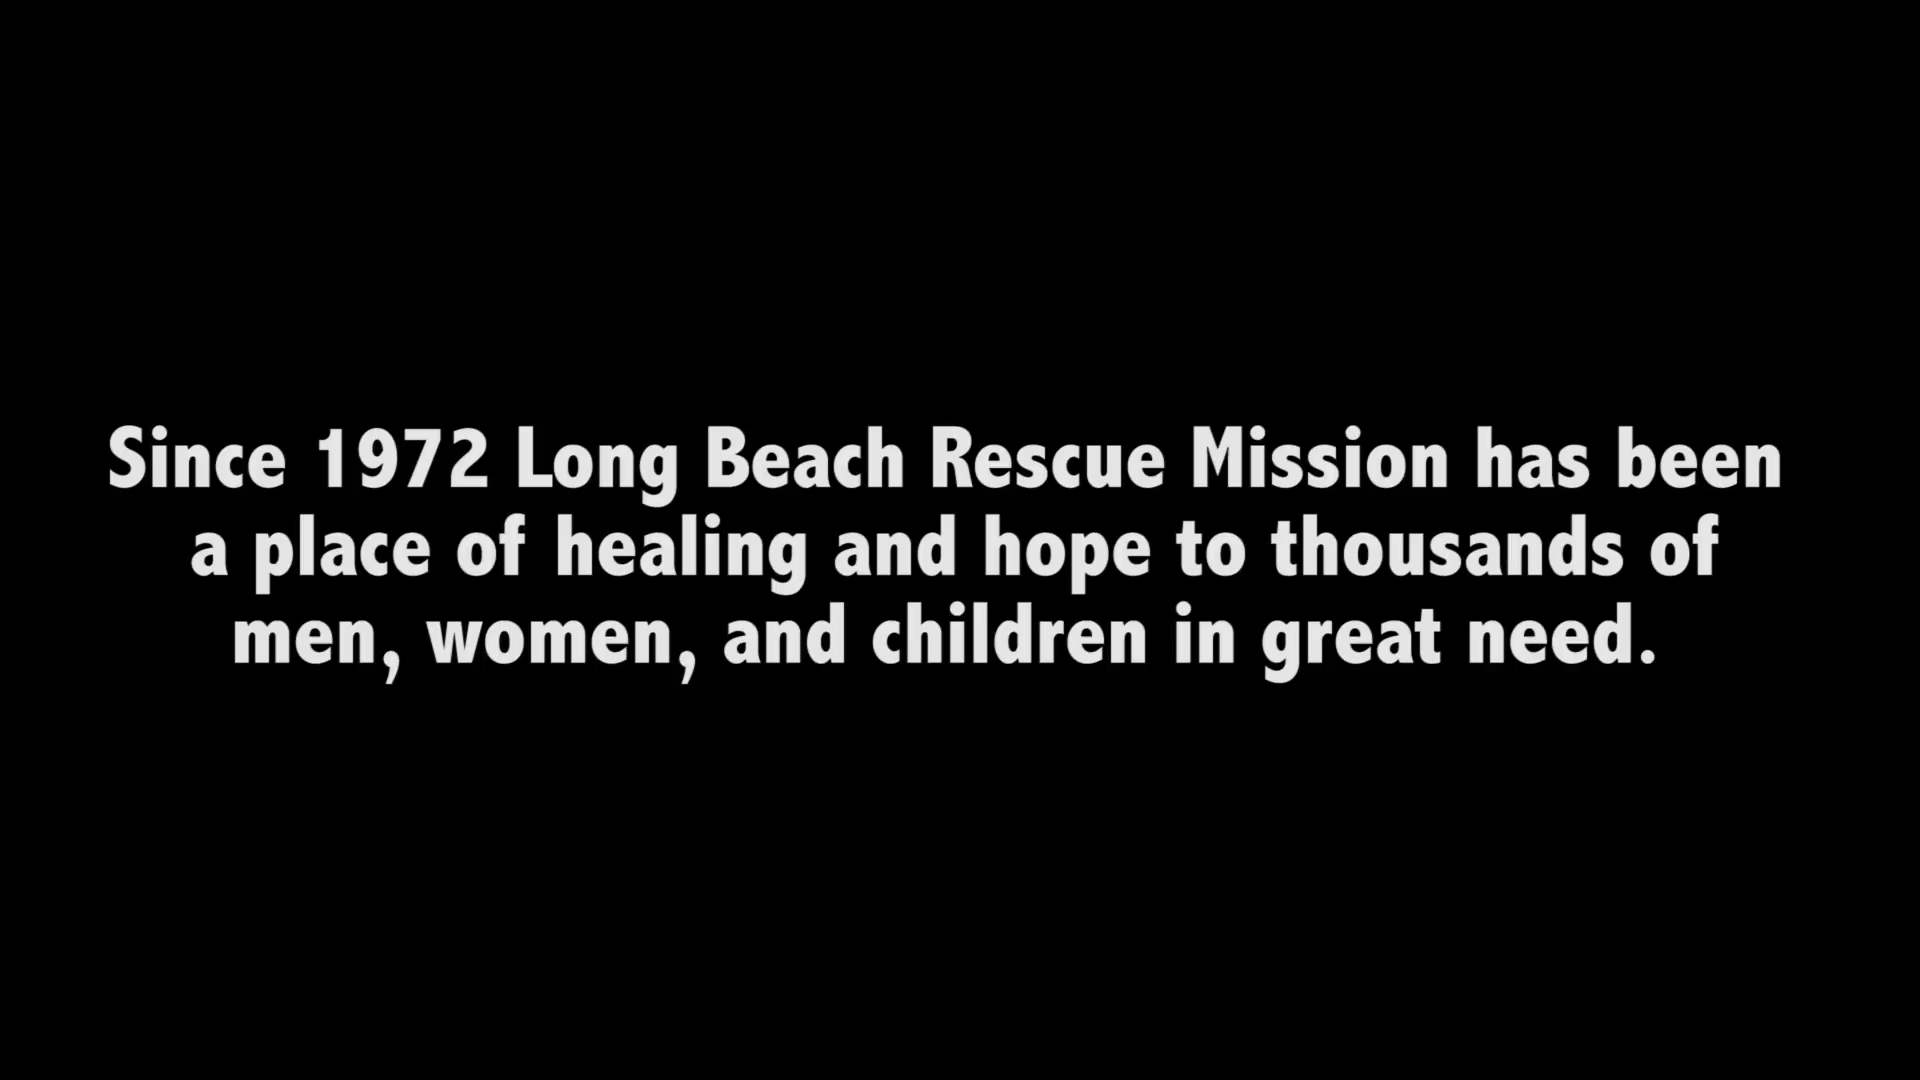 Since 1972 Long Beach Rescue Mission has been
a place of healing and hope to thousands of
men, women, and children in great need.